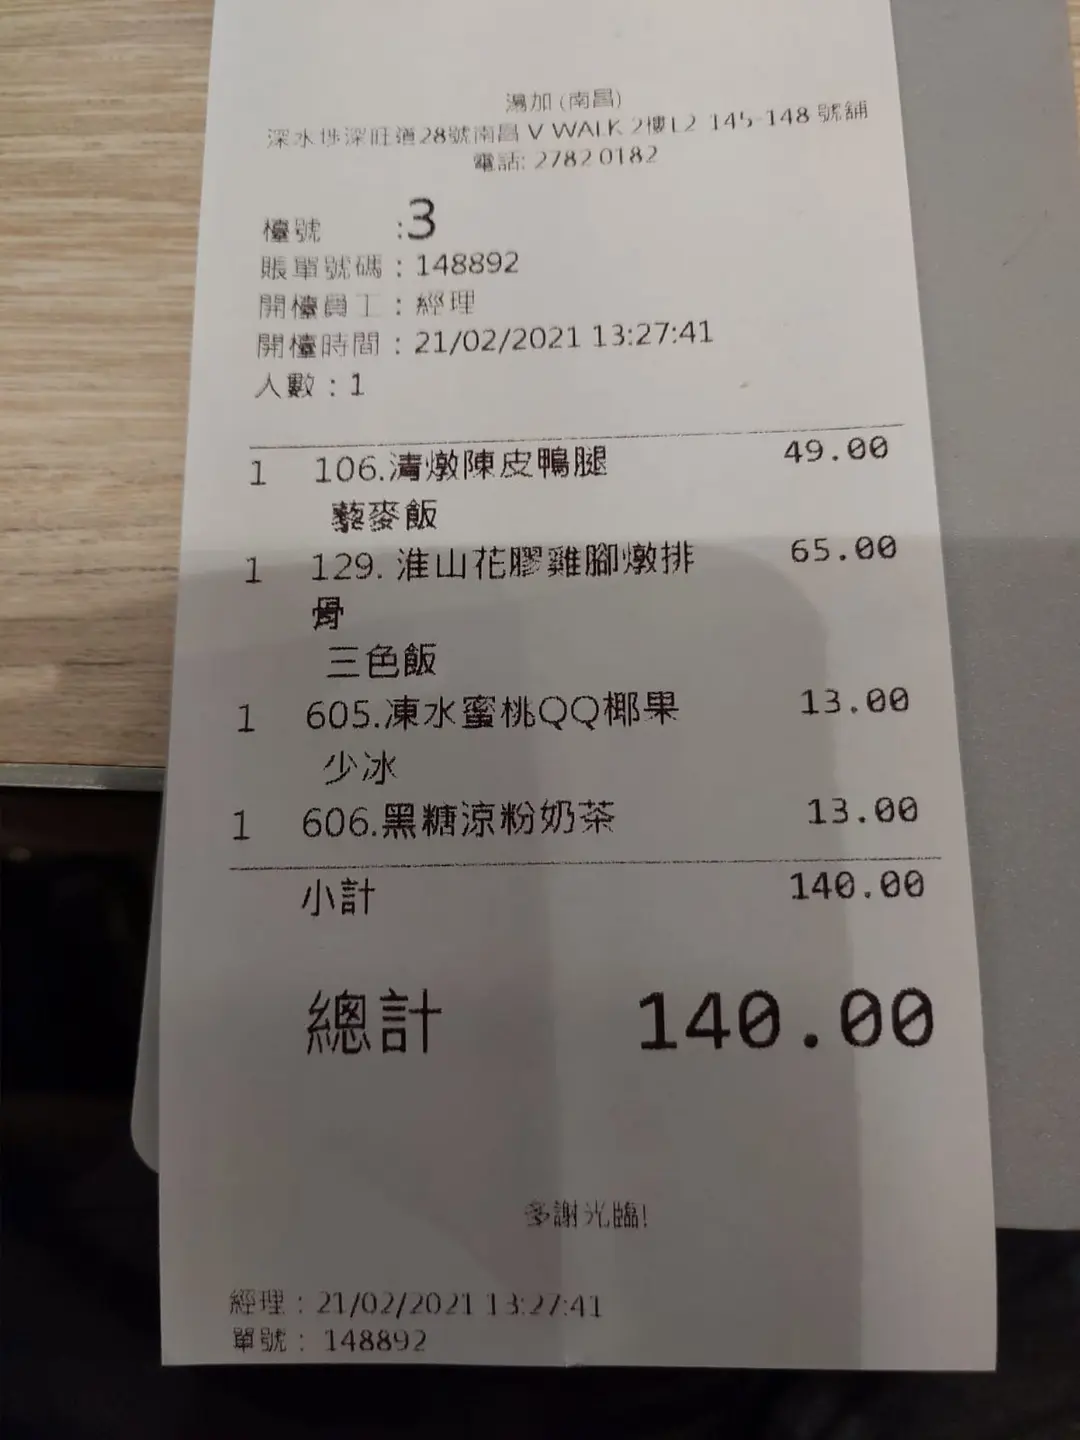 湯加 (南昌)
深水埗深旺道28號南昌 V WALK 2樓L2 145-148 號舖
電話: 2782 0182
檯號 :3
賬單號碼 : 148892
開檯員工 : 經理
開檯時間 : 21/02/2021 13:27:41
人數 : 1
1 106.清燉陳皮鴨腿 49.00
藜麥飯
1 129. 淮山花膠雞腳燉排 65.00
骨
三色飯
1 605.凍水蜜桃QQ椰果 13.00
少冰
1 606.黑糖涼粉奶茶 13.00
小計 140.00
總計 140.00
多謝光臨!
經理 : 21/02/2021 13:27:41
單號 : 148892